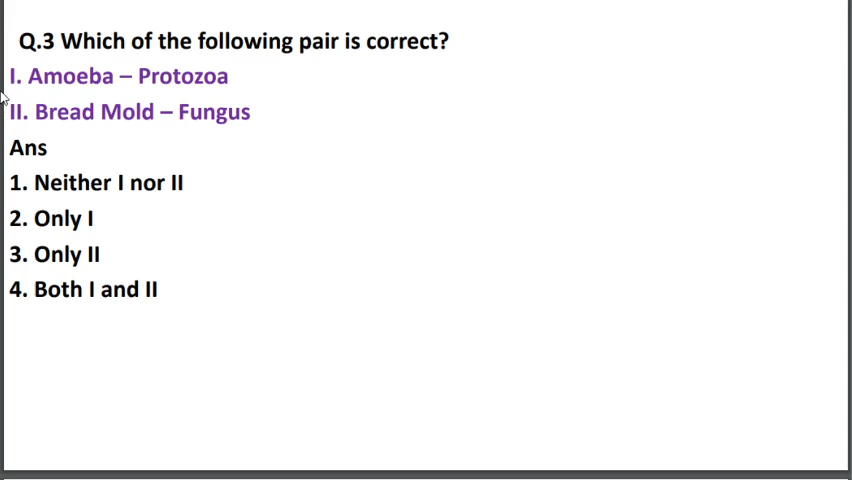 Q.3 Which of the following pair is correct?
I. Amoeba – Protozoa
II. Bread Mold – Fungus
Ans
1. Neither I nor II
2. Only I
3. Only II
4. Both I and II